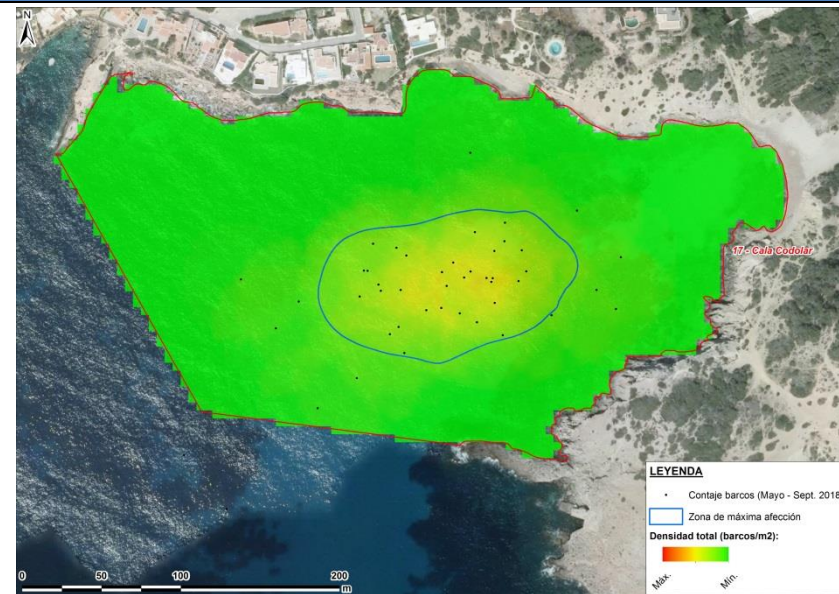 N
17 - Cala Codolar
LEYENDA
Contaje barcos (Mayo - Sept. 2018
Zona de máxima afección
Densidad total (barcos/m2):
Máx. Mín.
0 50 100 200
m